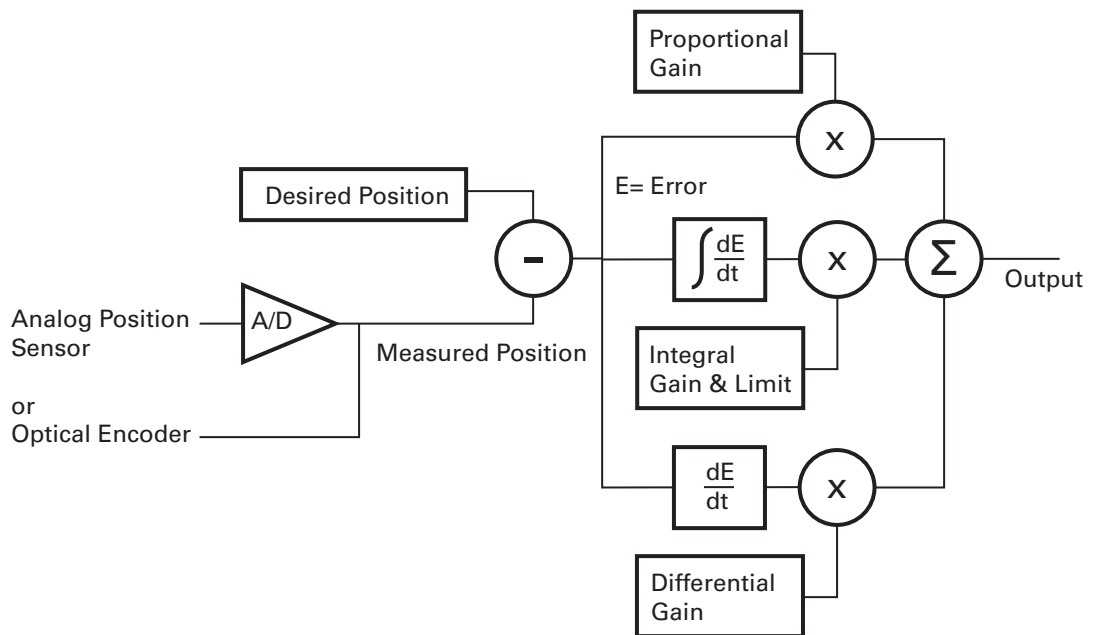 Proportional
Gain
x
Desired Position
E= Error
-
∫ dE
dt
x
Σ
Output
Analog Position
Sensor
A/D
Measured Position
Integral
Gain & Limit
or
Optical Encoder
dE
dt
x
Differential
Gain